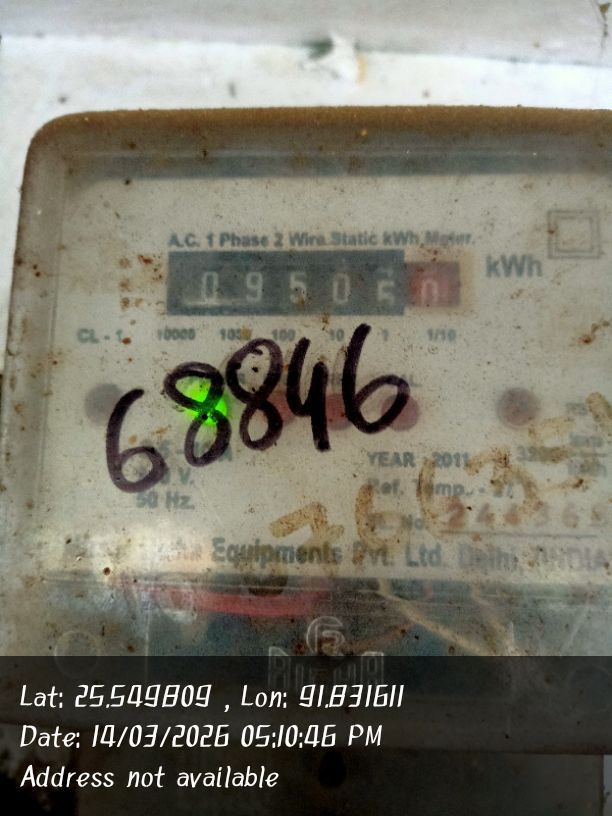 A.C. 1 Phase 2 Wire Static kWh Meter.
09505 0
kWh
CL - 1 10000 1000 100 10 1 1/10
68846
50 Hz.
YEAR - 2011
Ref. Temp. -
Equipments Pvt. Ltd. Delhi, INDIA
Lat: 25.549809 , Lon: 91.831611
Date: 14/03/2026 05:10:46 PM
Address not available